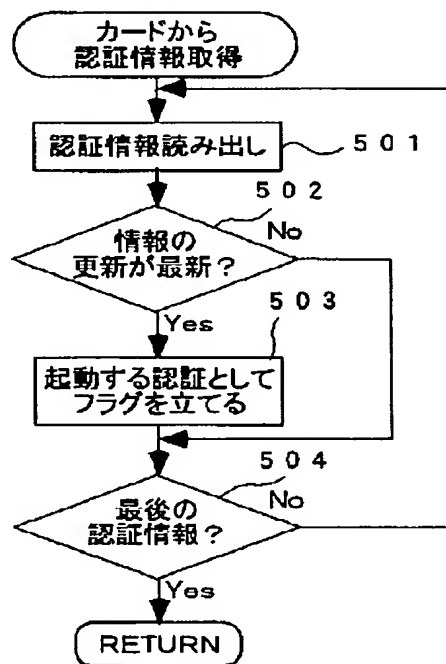 カードから
認証情報取得
認証情報読み出し
５０１
５０２
情報の
更新が最新？
No
Yes
５０３
起動する認証として
フラグを立てる
５０４
最後の
認証情報？
No
Yes
RETURN